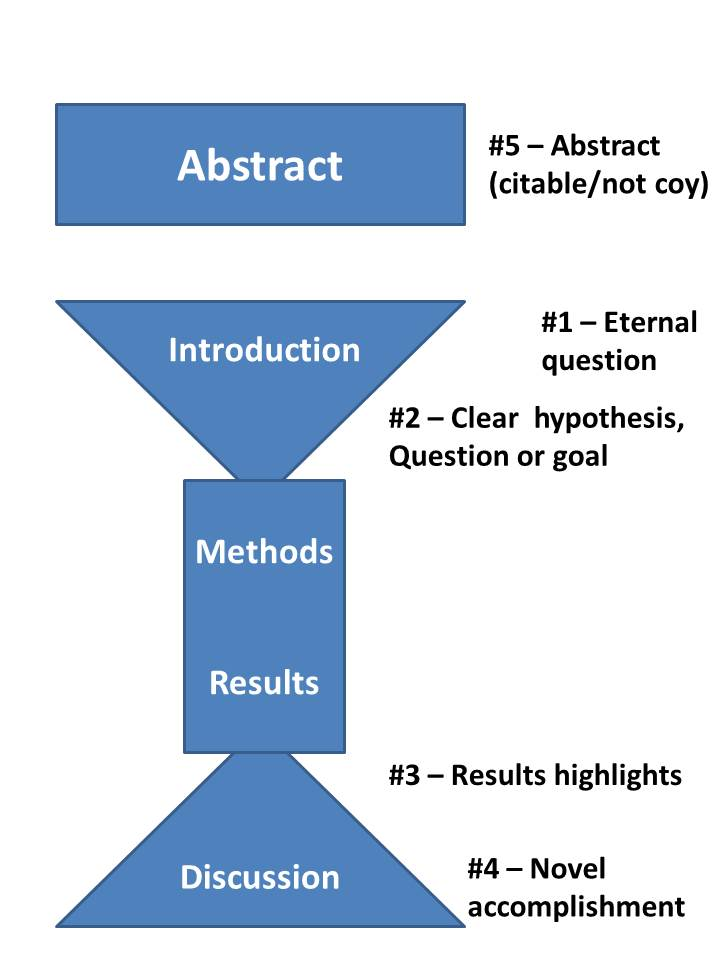 Abstract
#5 – Abstract
(citable/not coy)
Introduction
#1 – Eternal
question
#2 – Clear  hypothesis,
Question or goal
Methods
Results
#3 – Results highlights
Discussion
#4 – Novel
accomplishment